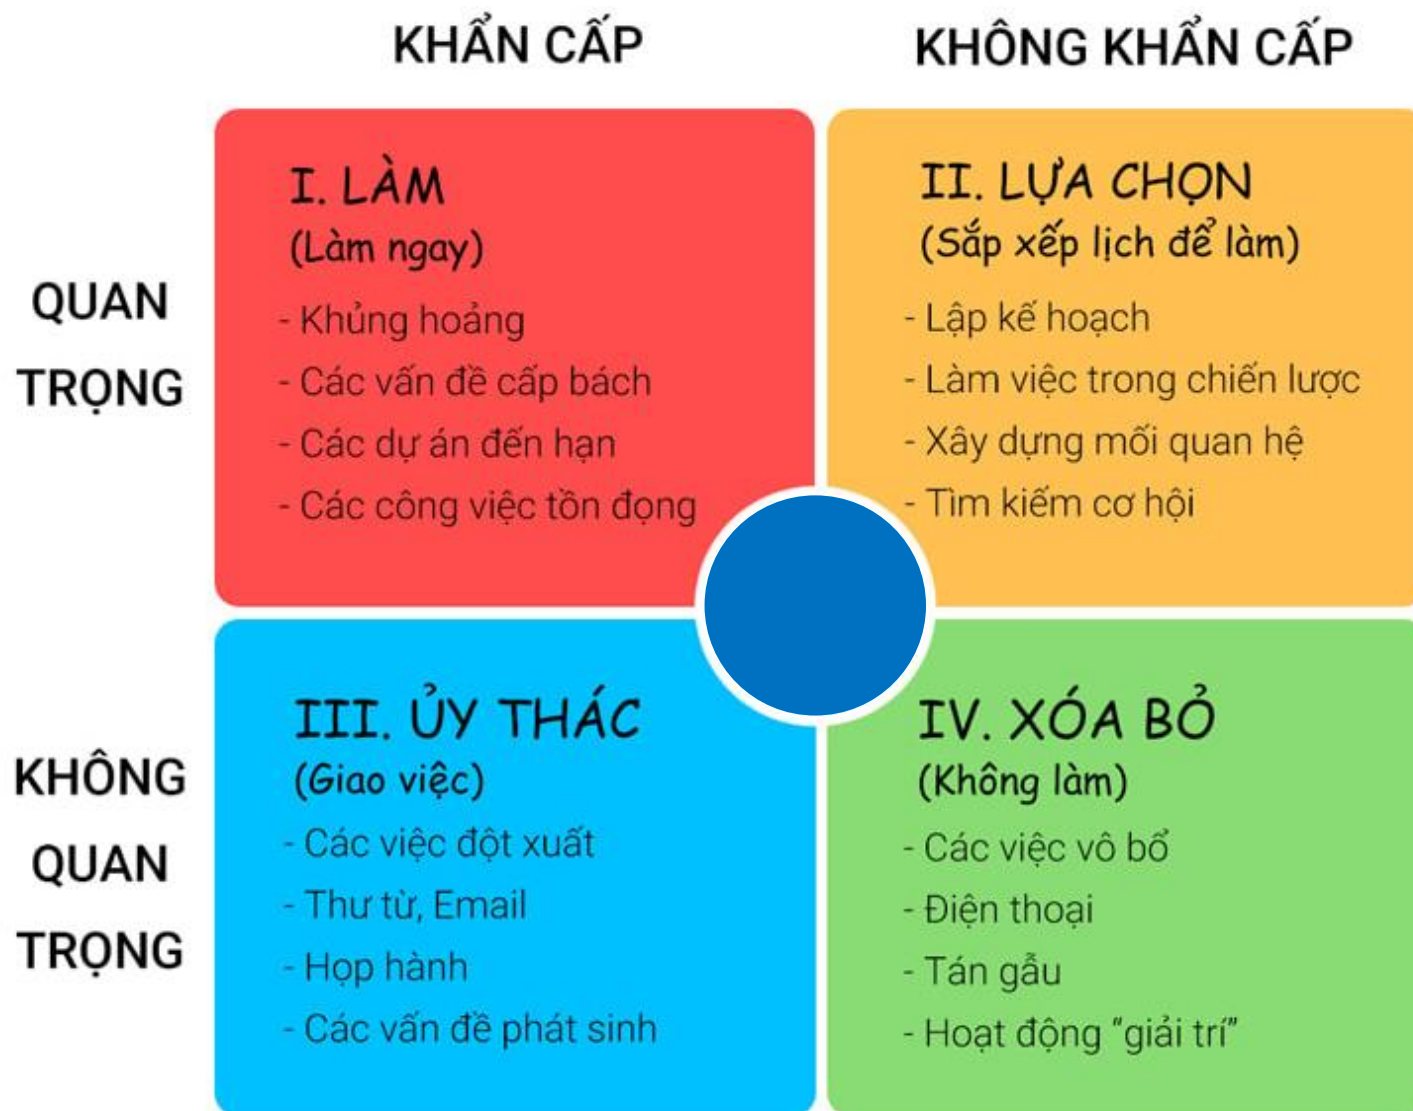 KHẨN CẤP
KHÔNG KHẨN CẤP
QUAN
TRỌNG
I. LÀM
(Làm ngay)
- Khủng hoảng
- Các vấn đề cấp bách
- Các dự án đến hạn
- Các công việc tồn đọng
II. LỰA CHỌN
(Sắp xếp lịch để làm)
- Lập kế hoạch
- Làm việc trong chiến lược
- Xây dựng mối quan hệ
- Tìm kiếm cơ hội
KHÔNG
QUAN
TRỌNG
III. ỦY THÁC
(Giao việc)
- Các việc đột xuất
- Thư từ, Email
- Họp hành
- Các vấn đề phát sinh
IV. XÓA BỎ
(Không làm)
- Các việc vô bổ
- Điện thoại
- Tán gẫu
- Hoạt động “giải trí”